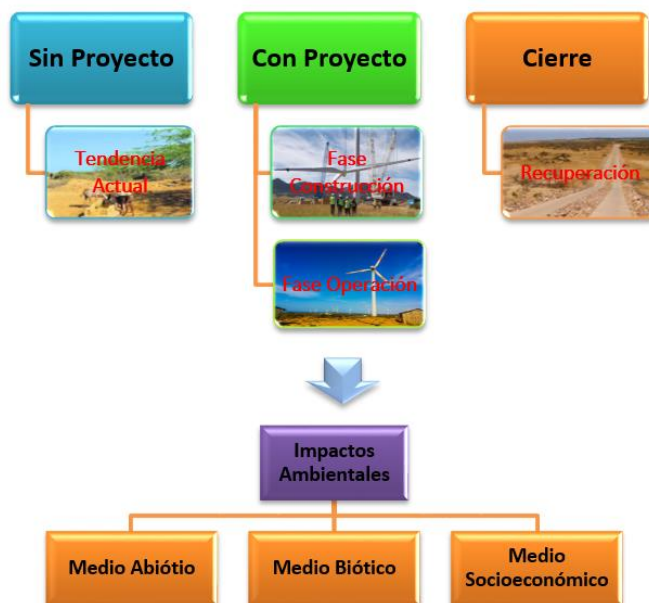 Sin Proyecto
Con Proyecto
Cierre
Tendencia
Actual
Fase
Construcción
Recuperación
Fase Operación
Impactos
Ambientales
Medio Abiótio
Medio Biótico
Medio
Socioeconómico